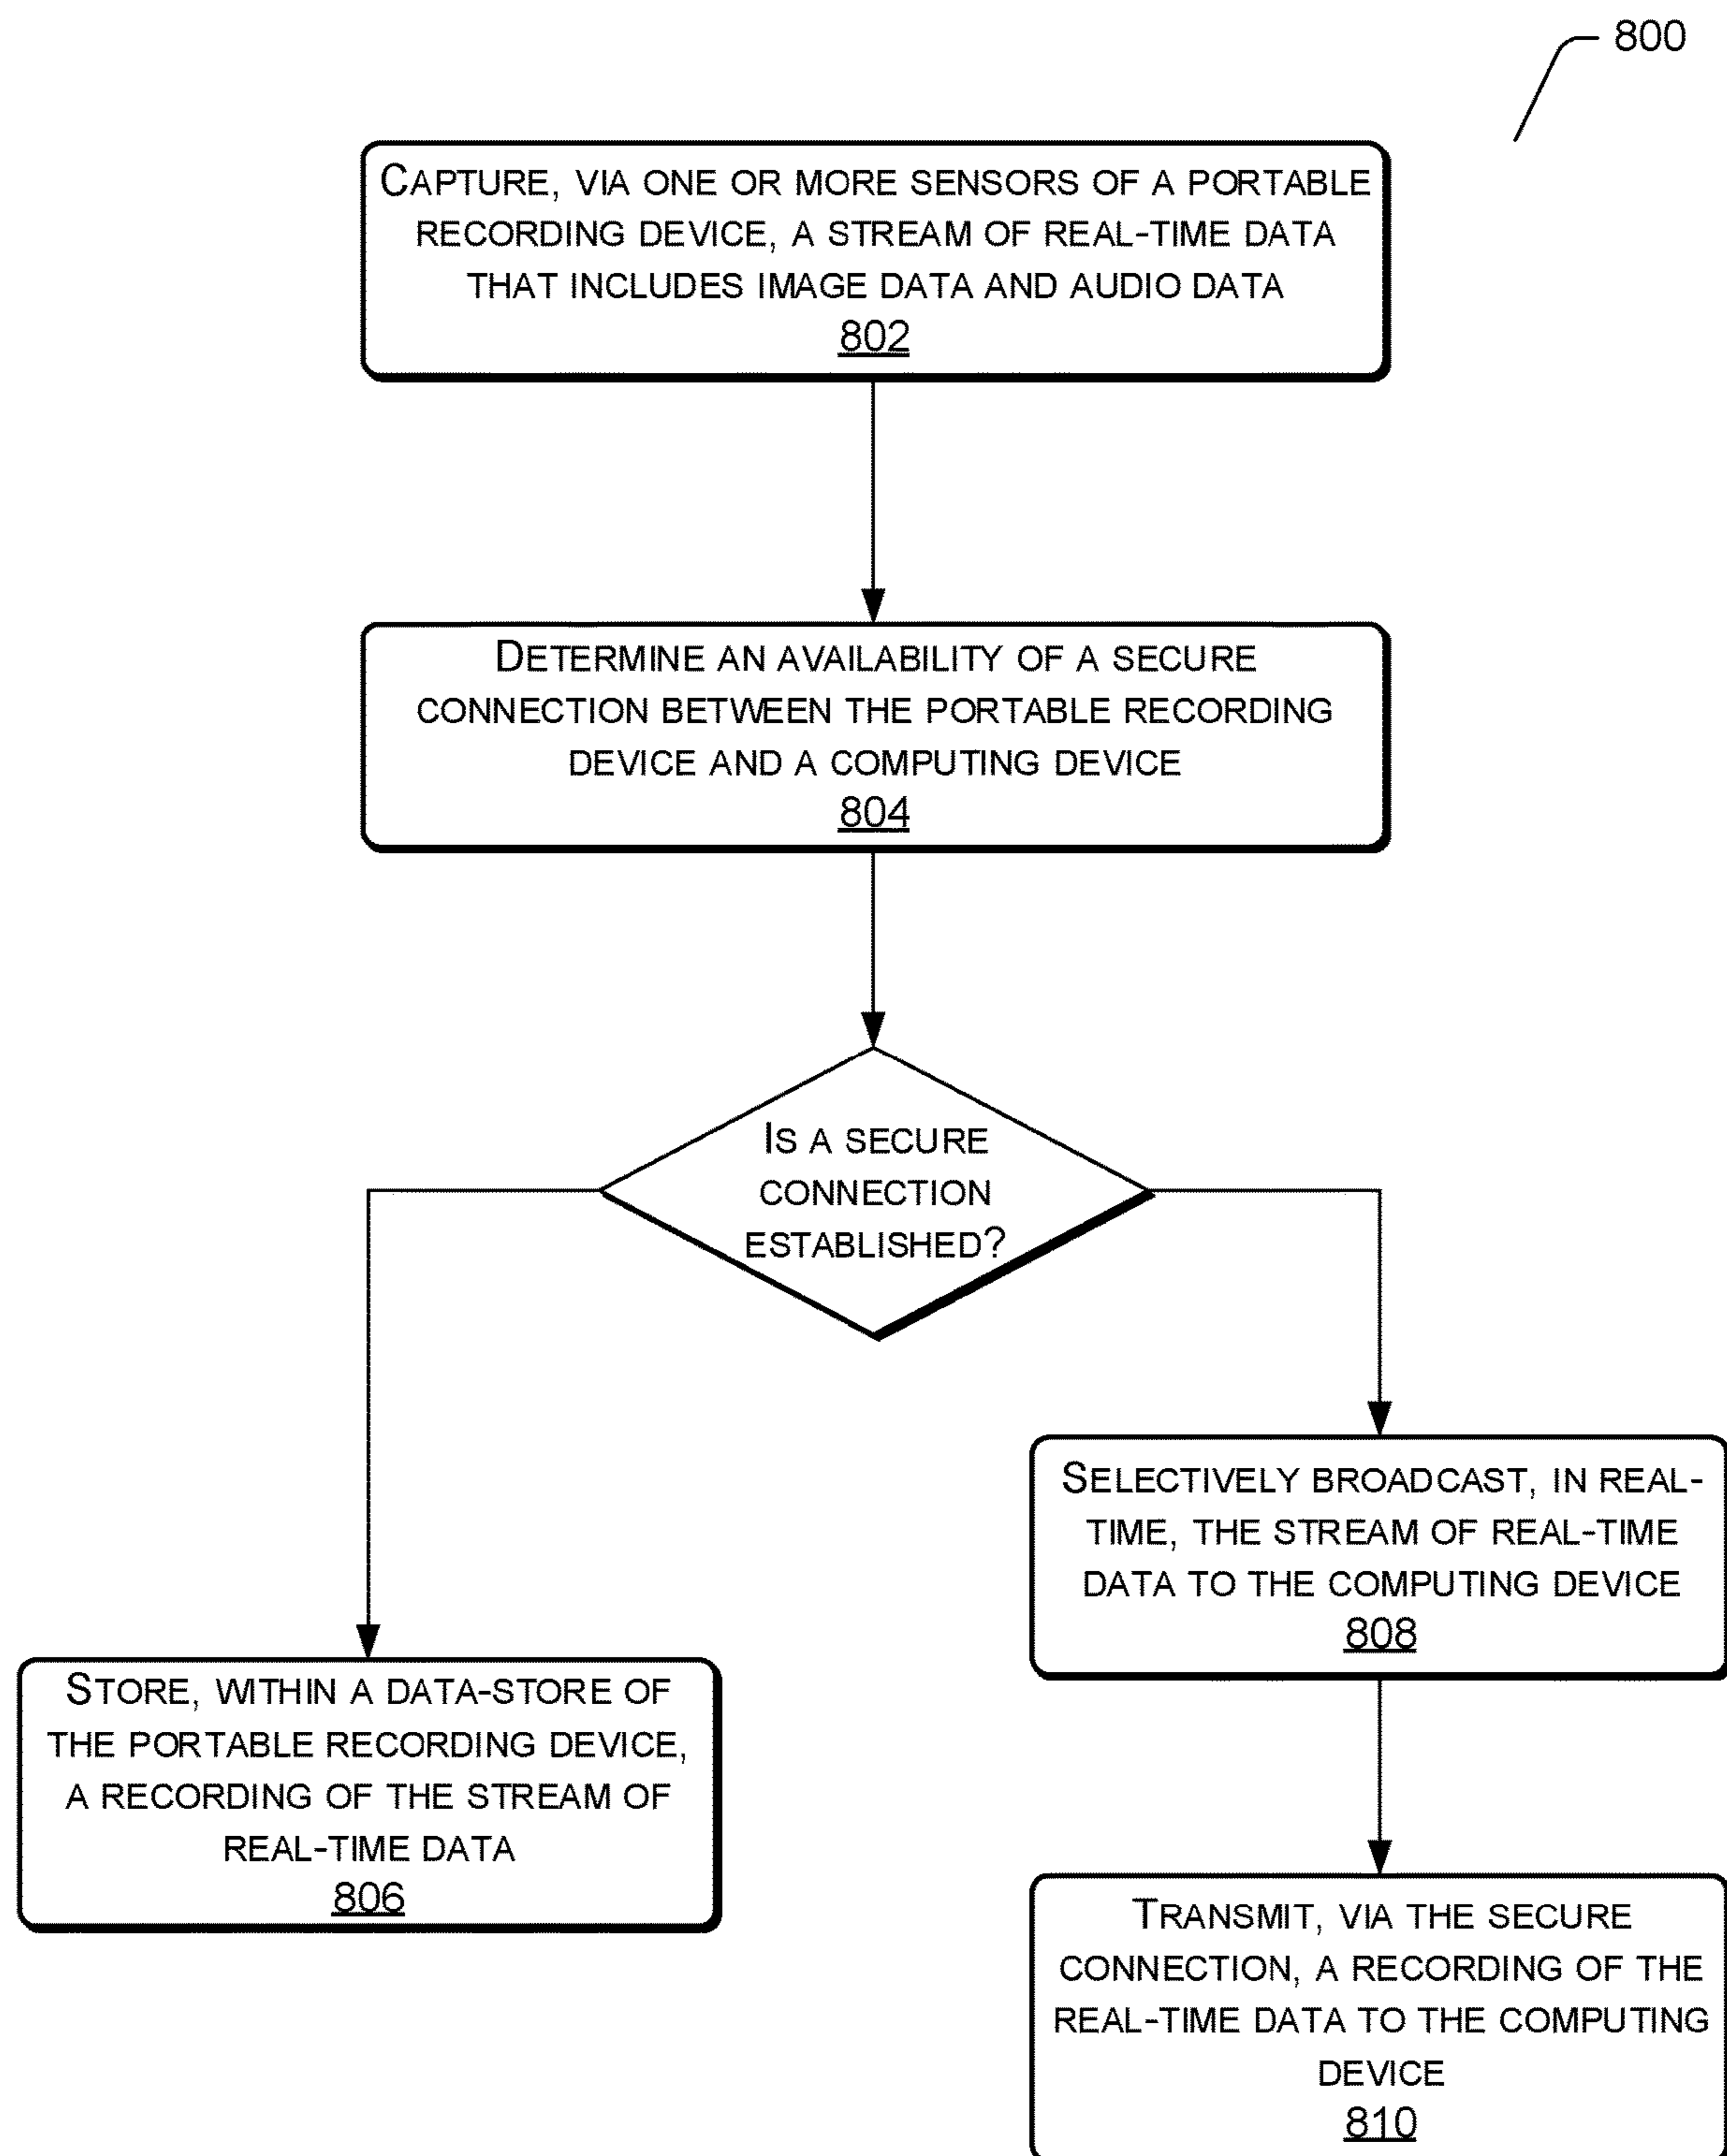 800
CAPTURE, VIA ONE OR MORE SENSORS OF A PORTABLE
RECORDING DEVICE, A STREAM OF REAL-TIME DATA
THAT INCLUDES IMAGE DATA AND AUDIO DATA
802
DETERMINE AN AVAILABILITY OF A SECURE
CONNECTION BETWEEN THE PORTABLE RECORDING
DEVICE AND A COMPUTING DEVICE
804
IS A SECURE
CONNECTION
ESTABLISHED?
STORE, WITHIN A DATA-STORE OF
THE PORTABLE RECORDING DEVICE,
A RECORDING OF THE STREAM OF
REAL-TIME DATA
806
SELECTIVELY BROADCAST, IN REAL-
TIME, THE STREAM OF REAL-TIME
DATA TO THE COMPUTING DEVICE
808
TRANSMIT, VIA THE SECURE
CONNECTION, A RECORDING OF THE
REAL-TIME DATA TO THE COMPUTING
DEVICE
810